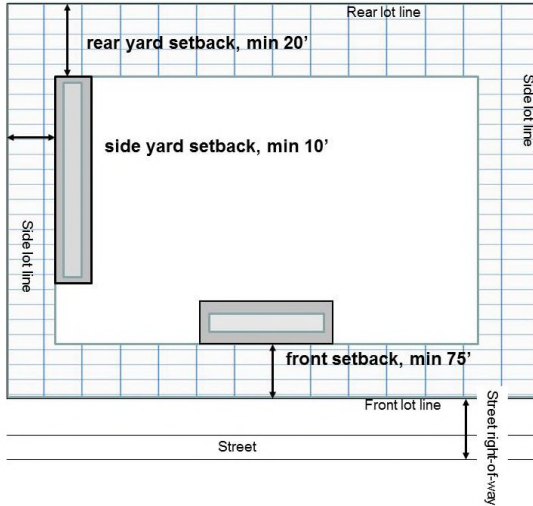 Rear lot line
rear yard setback, min 20’
Side lot line
side yard setback, min 10’
Side lot line
front setback, min 75’
Front lot line
Street right-of-way
Street